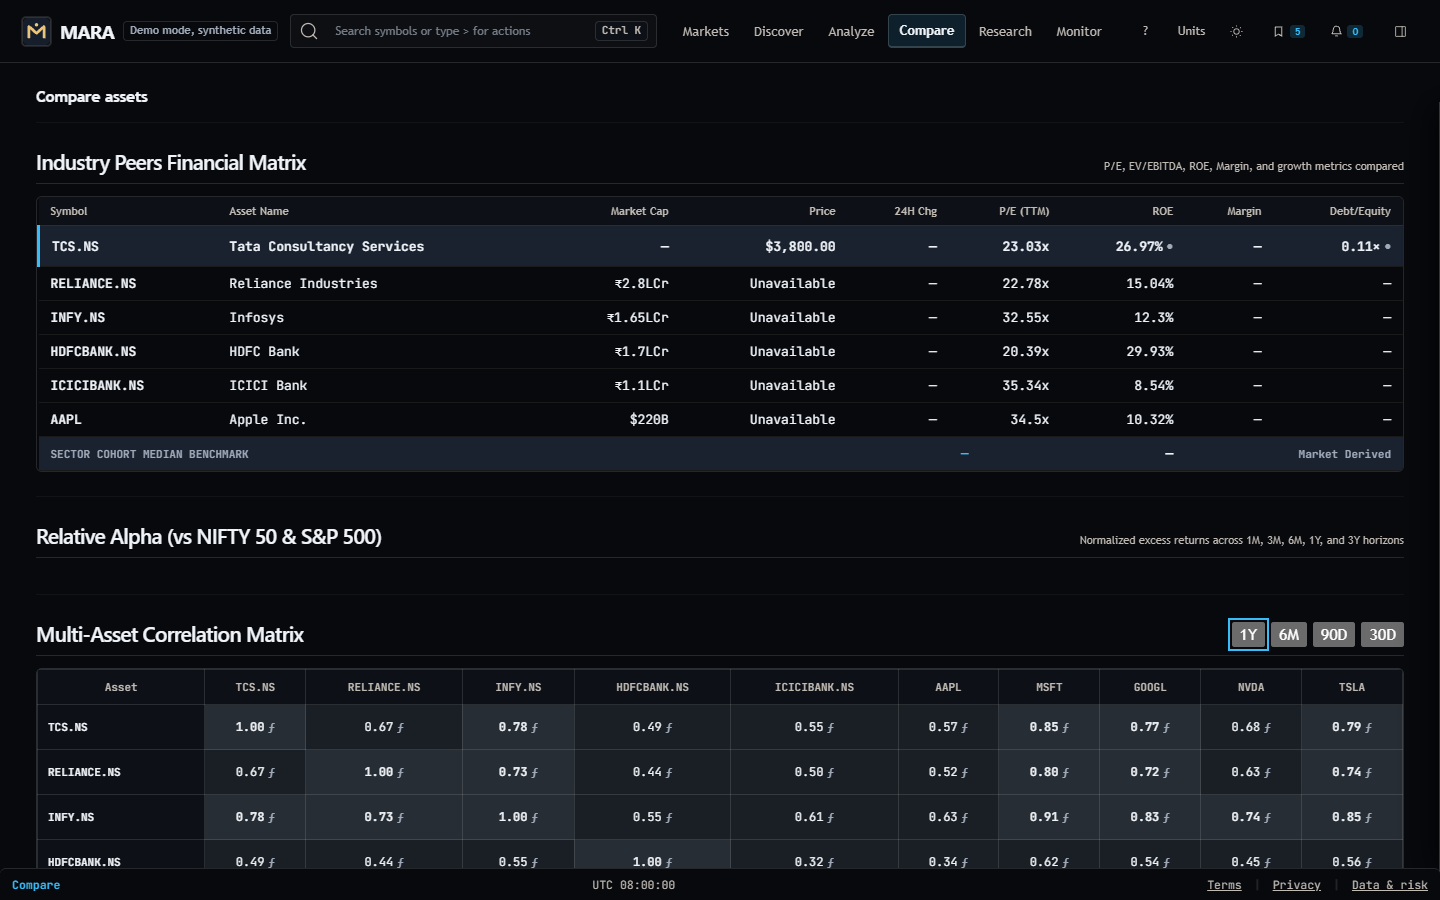 MARA Demo mode, synthetic data Search symbols or type > for actions Ctrl K Markets Discover Analyze Compare Research Monitor ? Units 5 0
Compare assets
Industry Peers Financial Matrix P/E, EV/EBITDA, ROE, Margin, and growth metrics compared
Symbol Asset Name Market Cap Price 24H Chg P/E (TTM) ROE Margin Debt/Equity
TCS.NS Tata Consultancy Services — $3,800.00 — 23.03x 26.97% • — 0.11× •
RELIANCE.NS Reliance Industries ₹2.8LCr Unavailable — 22.78x 15.04% — —
INFY.NS Infosys ₹1.65LCr Unavailable — 32.55x 12.3% — —
HDFCBANK.NS HDFC Bank ₹1.7LCr Unavailable — 20.39x 29.93% — —
ICICIBANK.NS ICICI Bank ₹1.1LCr Unavailable — 35.34x 8.54% — —
AAPL Apple Inc. $220B Unavailable — 34.5x 10.32% — —
SECTOR COHORT MEDIAN BENCHMARK — — Market Derived
Relative Alpha (vs NIFTY 50 & S&P 500) Normalized excess returns across 1M, 3M, 6M, 1Y, and 3Y horizons
Multi-Asset Correlation Matrix 1Y 6M 90D 30D
Asset TCS.NS RELIANCE.NS INFY.NS HDFCBANK.NS ICICIBANK.NS AAPL MSFT GOOGL NVDA TSLA
TCS.NS 1.00 ƒ 0.67 ƒ 0.78 ƒ 0.49 ƒ 0.55 ƒ 0.57 ƒ 0.85 ƒ 0.77 ƒ 0.68 ƒ 0.79 ƒ
RELIANCE.NS 0.67 ƒ 1.00 ƒ 0.73 ƒ 0.44 ƒ 0.50 ƒ 0.52 ƒ 0.80 ƒ 0.72 ƒ 0.63 ƒ 0.74 ƒ
INFY.NS 0.78 ƒ 0.73 ƒ 1.00 ƒ 0.55 ƒ 0.61 ƒ 0.63 ƒ 0.91 ƒ 0.83 ƒ 0.74 ƒ 0.85 ƒ
HDFCBANK.NS 0.49 ƒ 0.44 ƒ 0.55 ƒ 1.00 ƒ 0.32 ƒ 0.34 ƒ 0.62 ƒ 0.54 ƒ 0.45 ƒ 0.56 ƒ
Compare UTC 08:00:00 Terms | Privacy | Data & risk